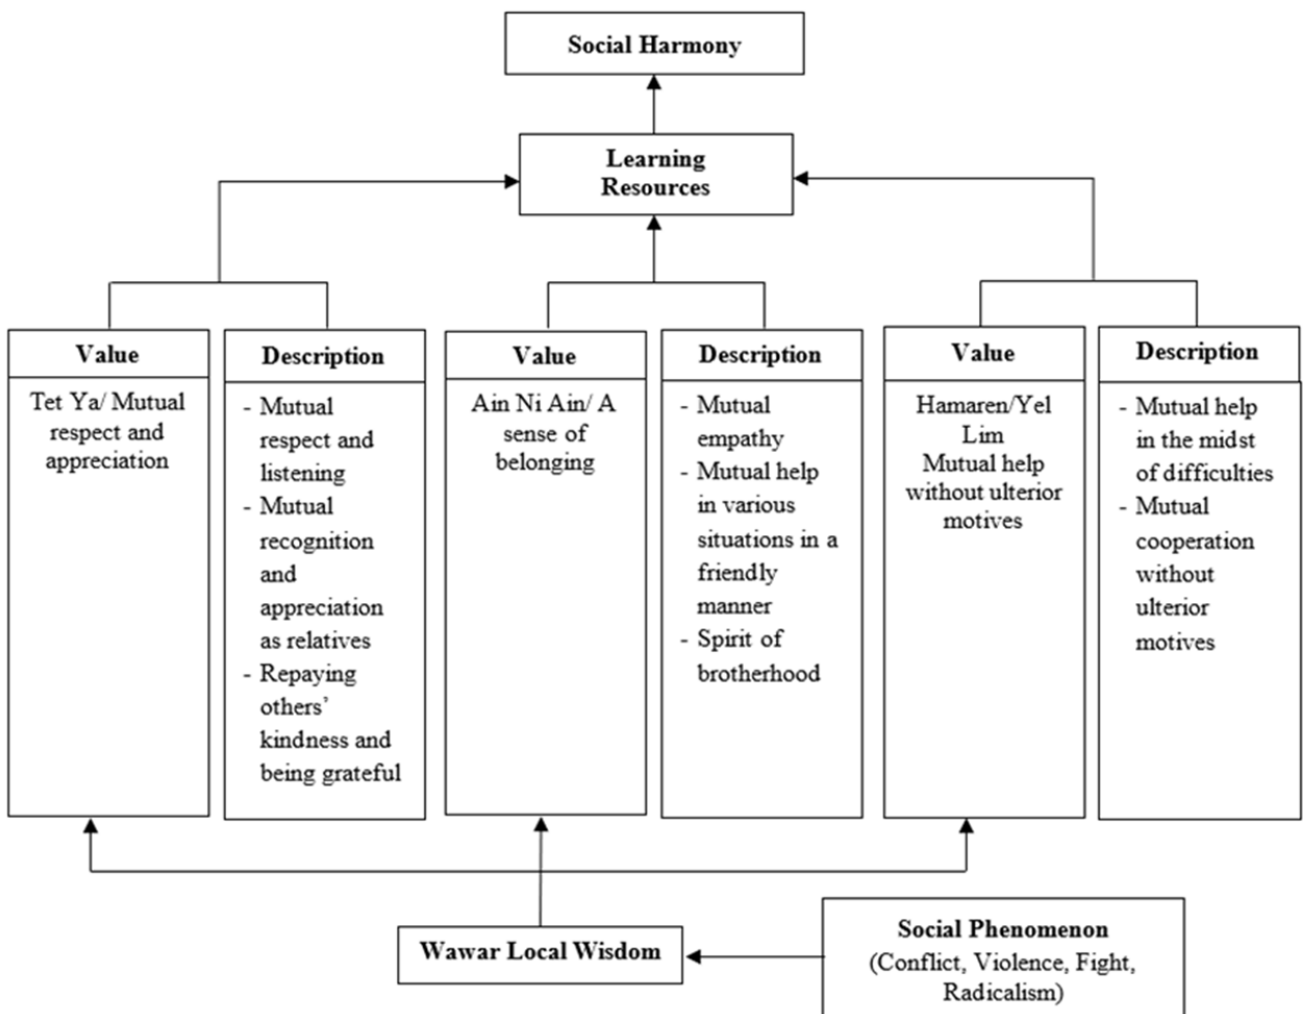 Social Harmony
Learning
Resources
Value
Tet Ya/ Mutual
respect and
appreciation
Description
- Mutual
respect and
listening
- Mutual
recognition
and
appreciation
as relatives
- Repaying
others’
kindness and
being grateful
Value
Ain Ni Ain/ A
sense of
belonging
Description
- Mutual
empathy
- Mutual help
in various
situations in a
friendly
manner
- Spirit of
brotherhood
Value
Hamaren/Yel
Lim
Mutual help
without ulterior
motives
Description
- Mutual help
in the midst
of difficulties
- Mutual
cooperation
without
ulterior
motives
Wawar Local Wisdom
Social Phenomenon
(Conflict, Violence, Fight,
Radicalism)